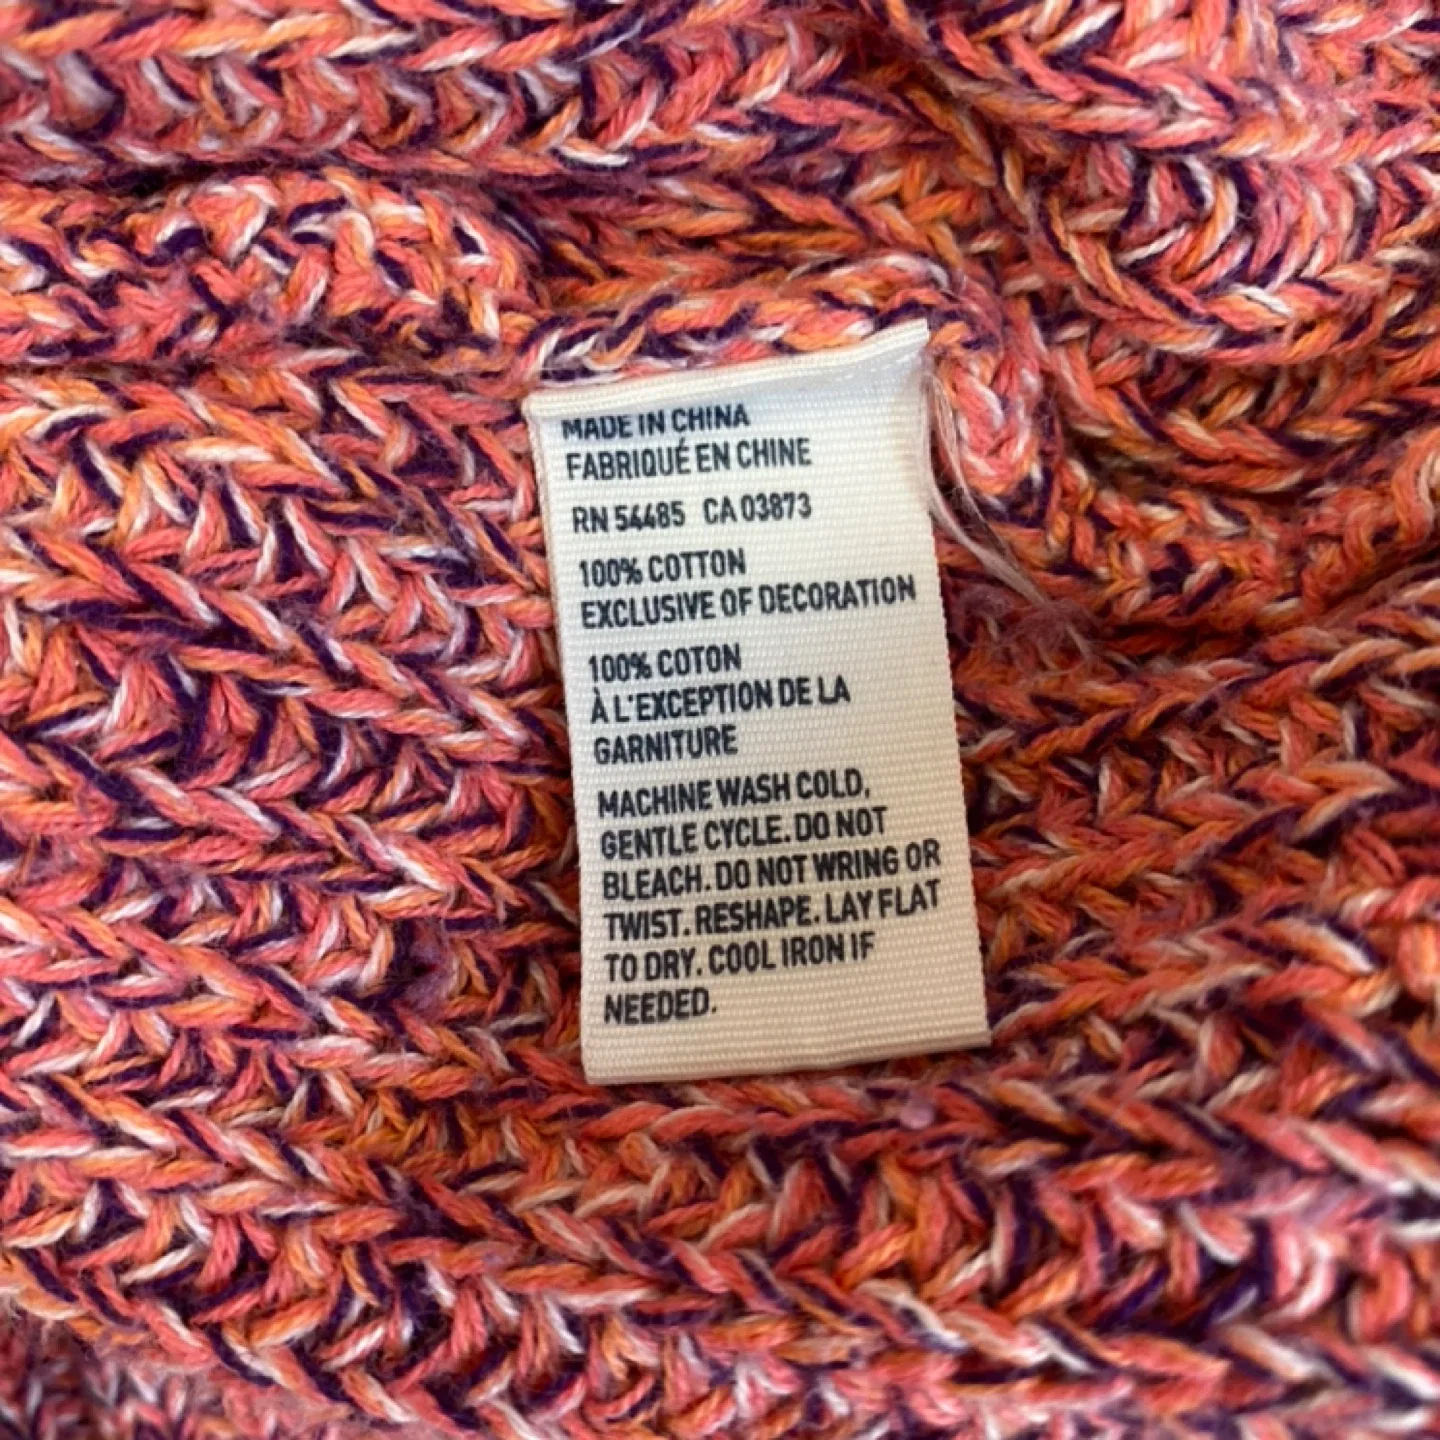 MADE IN CHINA
FABRIQUÉ EN CHINE
RN 54485 CA 03873
100% COTTON
EXCLUSIVE OF DECORATION
100% COTON
À L'EXCEPTION DE LA
GARNITURE
MACHINE WASH COLD,
GENTLE CYCLE. DO NOT
BLEACH. DO NOT WRING OR
TWIST. RESHAPE. LAY FLAT
TO DRY. COOL IRON IF
NEEDED.